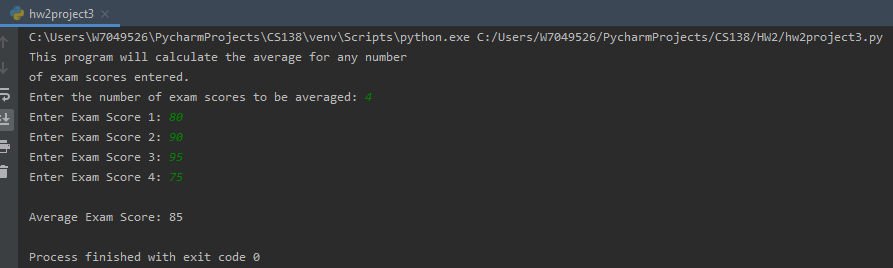 hw2project3
C:\Users\W7049526\PycharmProjects\CS138\venv\Scripts\python.exe C:/Users/W7049526/PycharmProjects/CS138/HW2/hw2project3.py
This program will calculate the average for any number
of exam scores entered.
Enter the number of exam scores to be averaged: 4
Enter Exam Score 1: 80
Enter Exam Score 2: 90
Enter Exam Score 3: 95
Enter Exam Score 4: 75
Average Exam Score: 85
Process finished with exit code 0